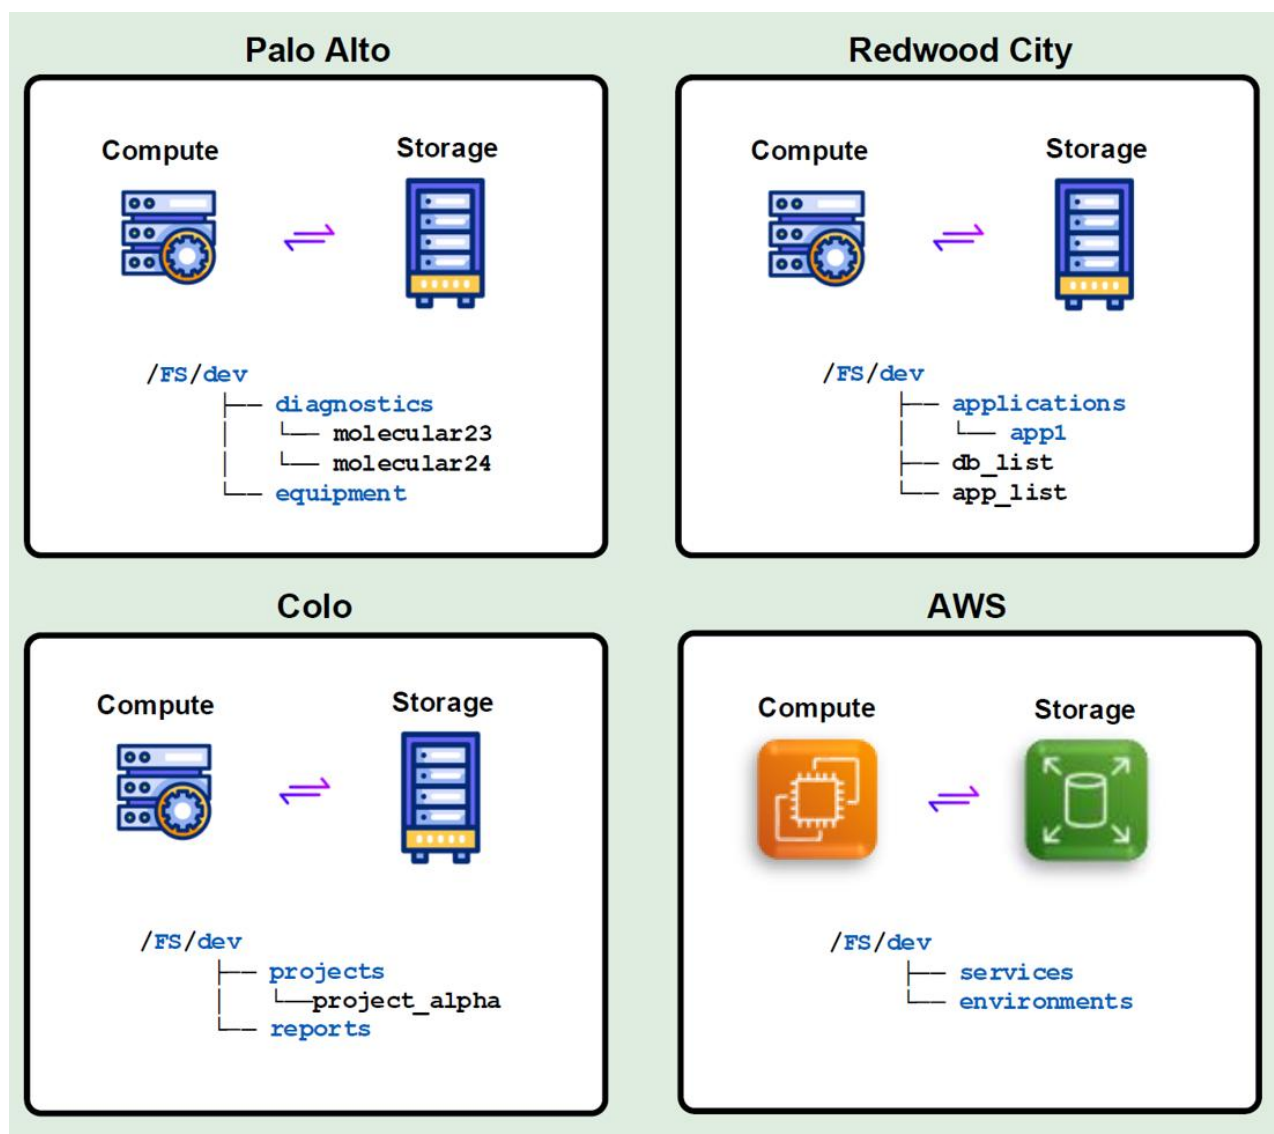 Palo Alto
Compute
Storage
/FS/dev
├── diagnostics
│   └── molecular23
│   └── molecular24
└── equipment
Redwood City
Compute
Storage
/FS/dev
├── applications
│   └── app1
├── db_list
└── app_list
Colo
Compute
Storage
/FS/dev
├── projects
│   └──project_alpha
└── reports
AWS
Compute
Storage
/FS/dev
├── services
└── environments